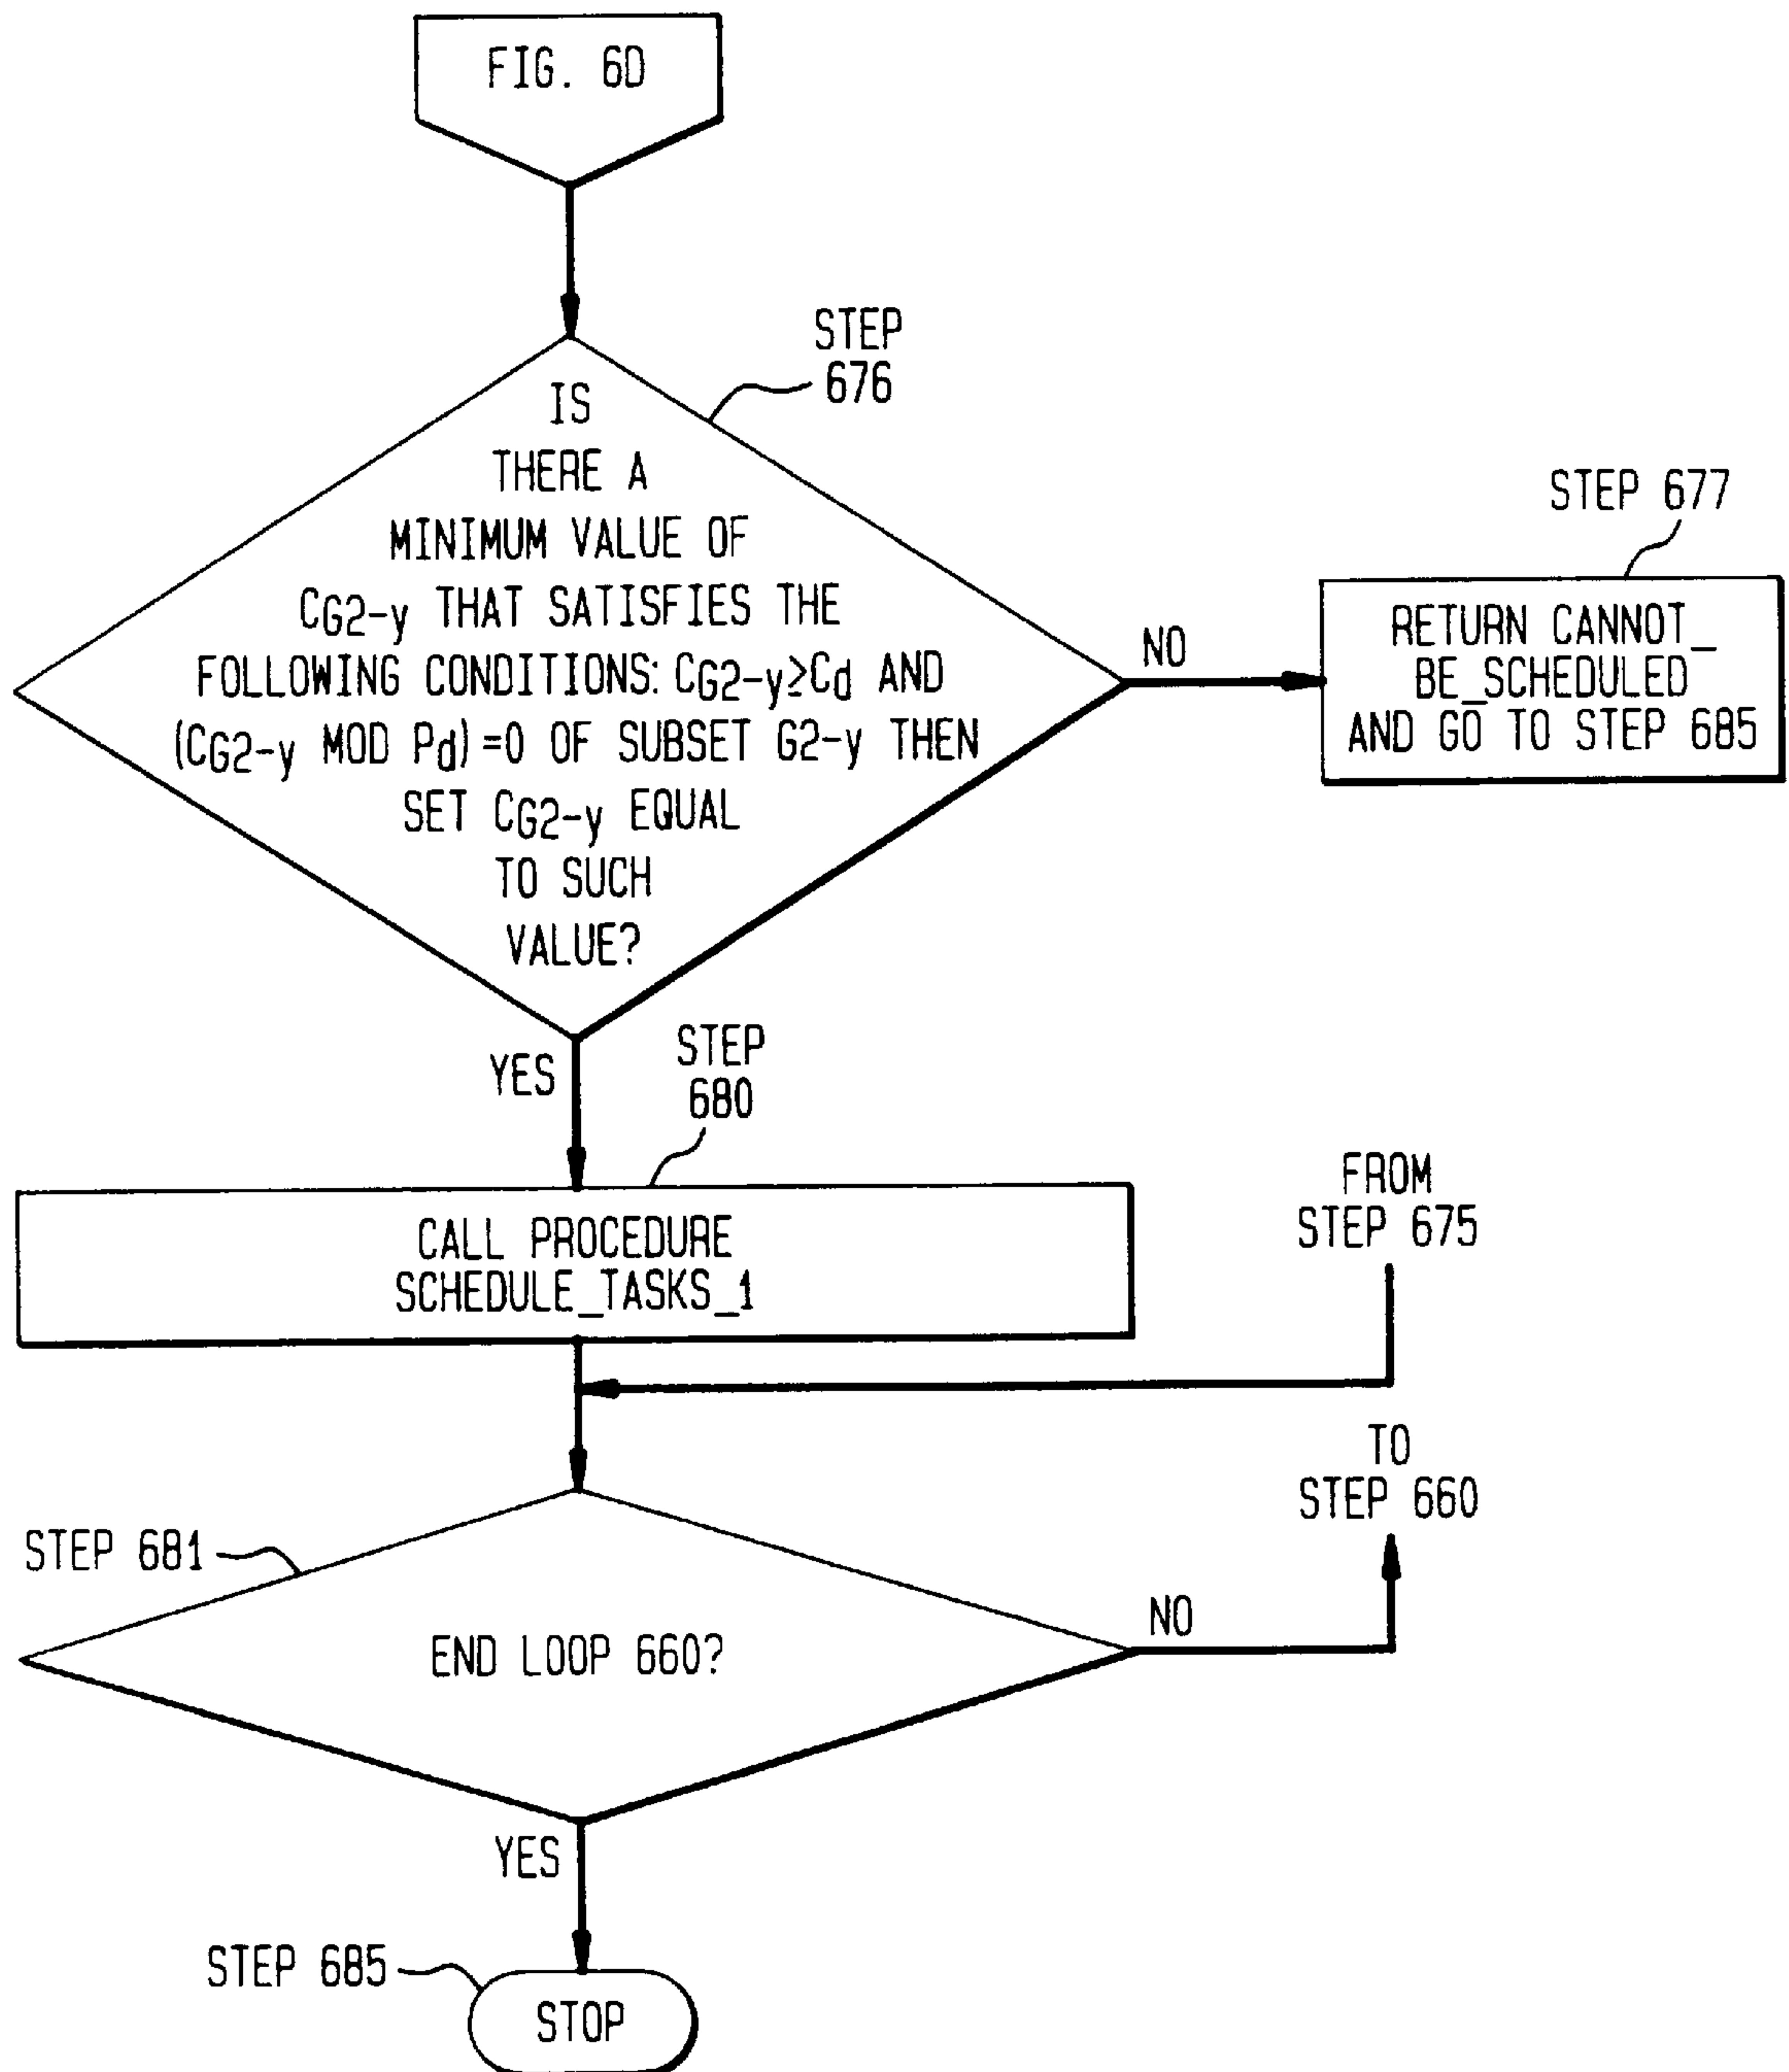 FIG. 6D
STEP
676
IS
THERE A
MINIMUM VALUE OF
CG2-y THAT SATISFIES THE
FOLLOWING CONDITIONS: CG2-y≥Cd AND
(CG2-y MOD Pd)=0 OF SUBSET G2-y THEN
SET CG2-y EQUAL
TO SUCH
VALUE?
NO
STEP 677
RETURN CANNOT_
BE_SCHEDULED
AND GO TO STEP 685
YES
STEP
680
CALL PROCEDURE
SCHEDULE_TASKS_1
FROM
STEP 675
TO
STEP 660
STEP 681
END LOOP 660?
NO
YES
STEP 685
STOP